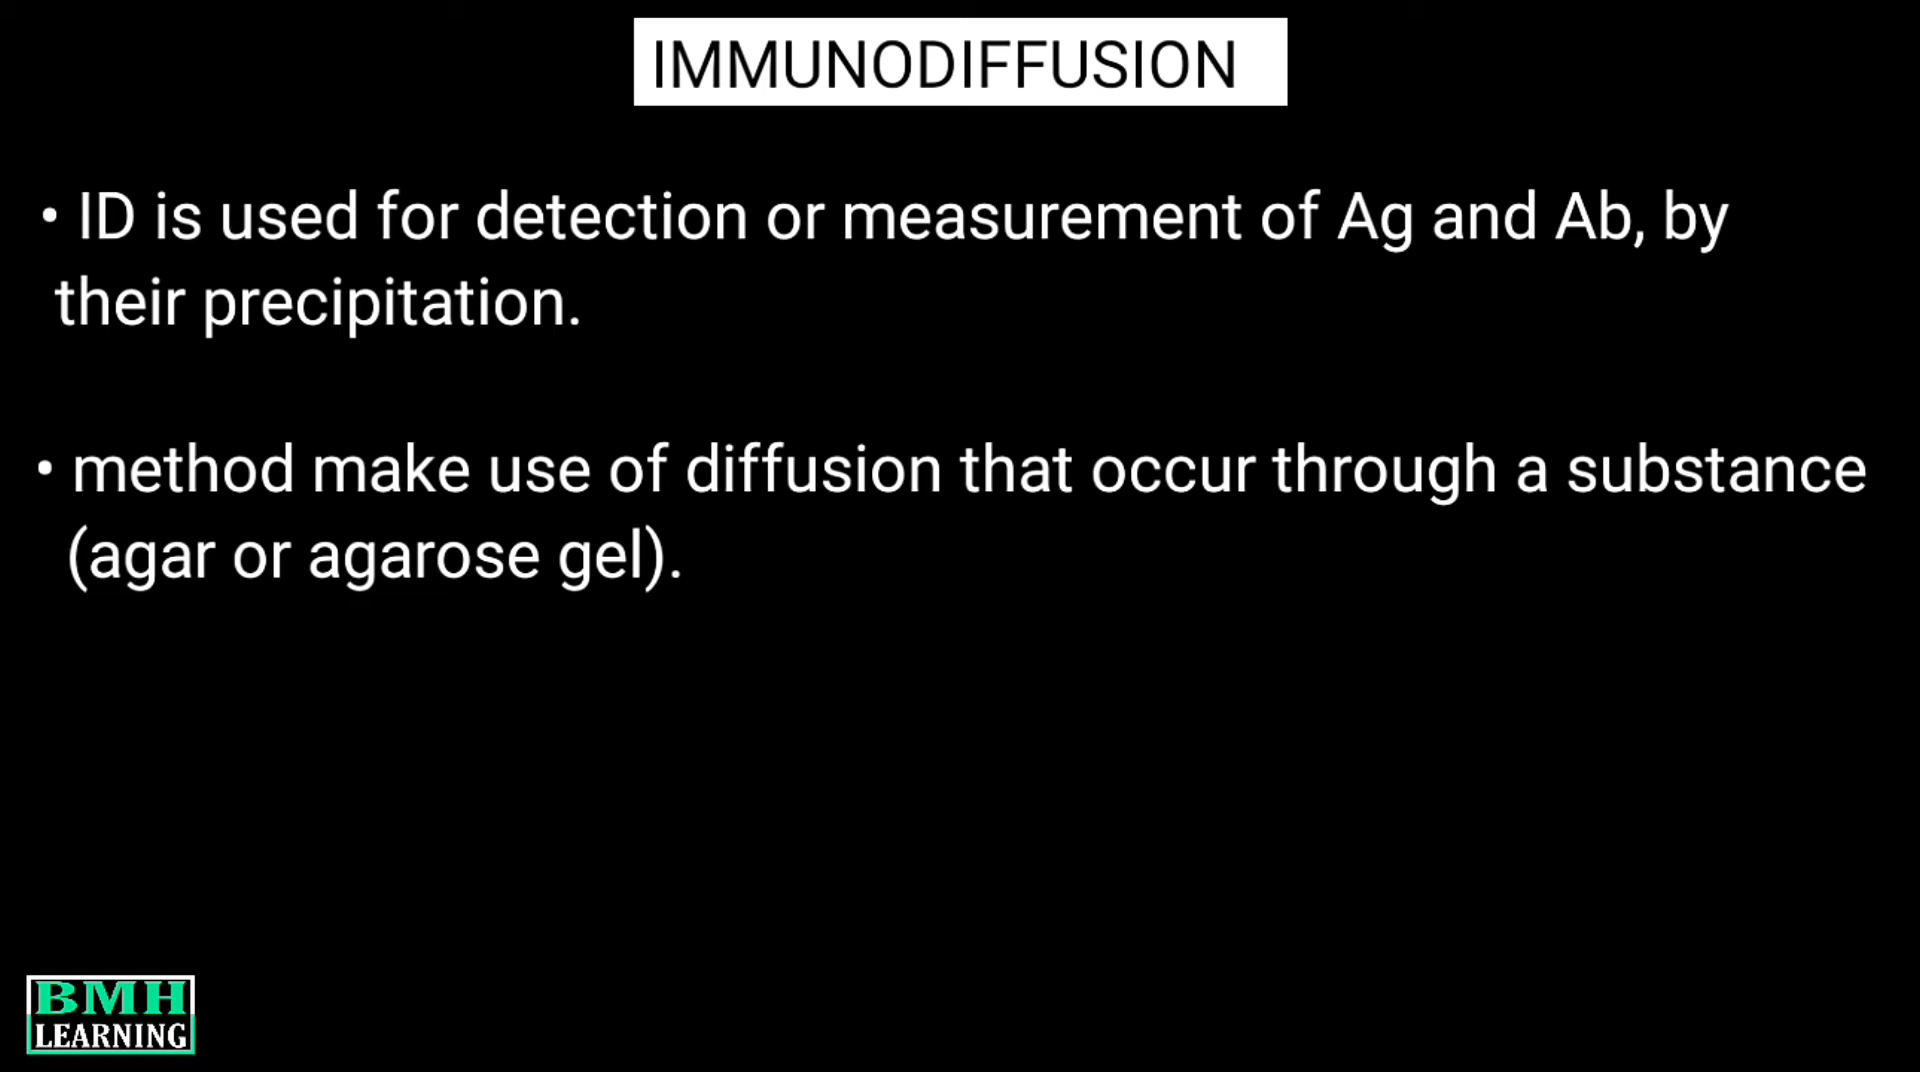 IMMUNODIFFUSION
• ID is used for detection or measurement of Ag and Ab, by
their precipitation.
• method make use of diffusion that occur through a substance
(agar or agarose gel).
BMH
LEARNING